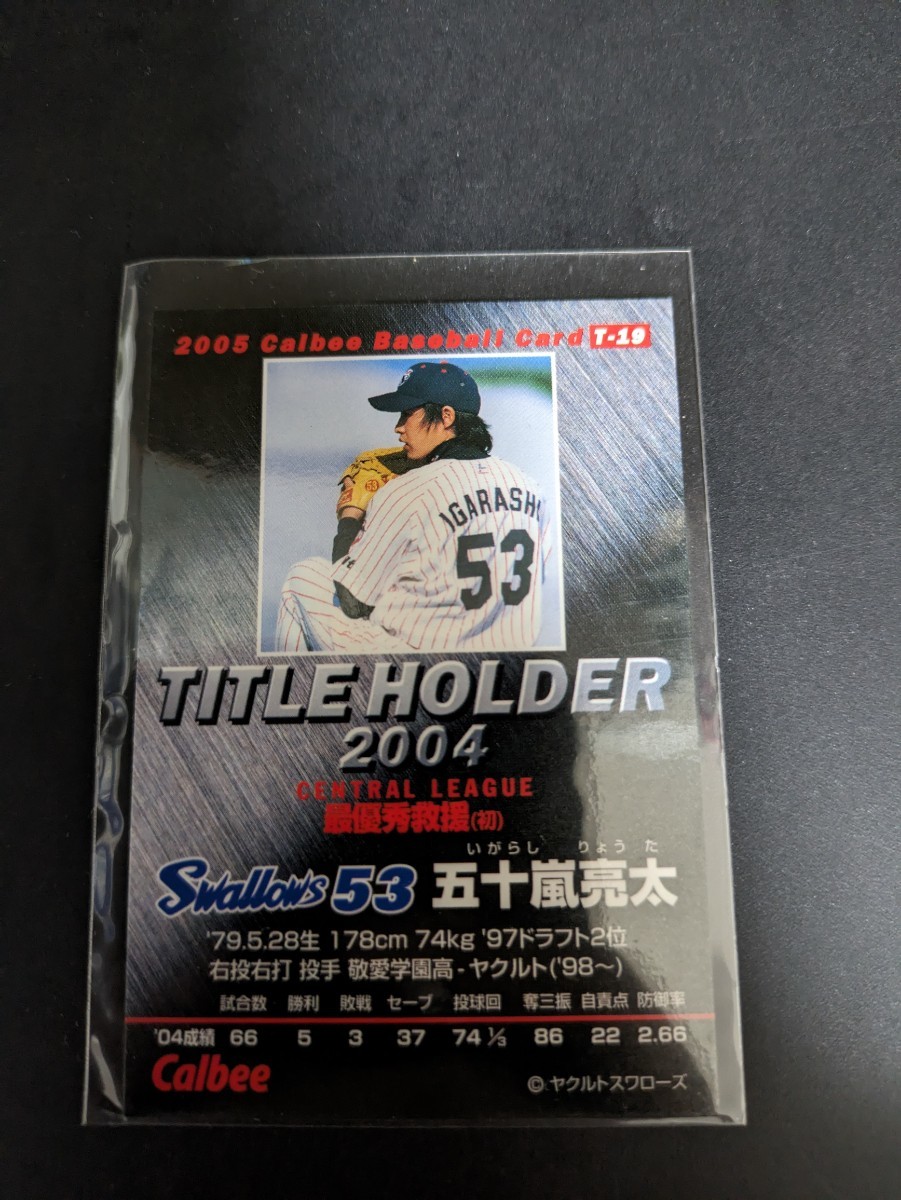 2005 Calbee Baseball Card T-19
53
IGARASHI
53
TITLE HOLDER
2004
CENTRAL LEAGUE
最優秀救援(初)
いがらし りょうた
Swallows 53 五十嵐亮太
'79.5.28生 178cm 74kg '97ドラフト2位
右投右打 投手 敬愛学園高-ヤクルト('98〜)
試合数 勝利 敗戦 セーブ 投球回 奪三振 自責点 防御率
'04成績 66 5 3 37 74 1/3 86 22 2.66
Calbee ©ヤクルトスワローズ